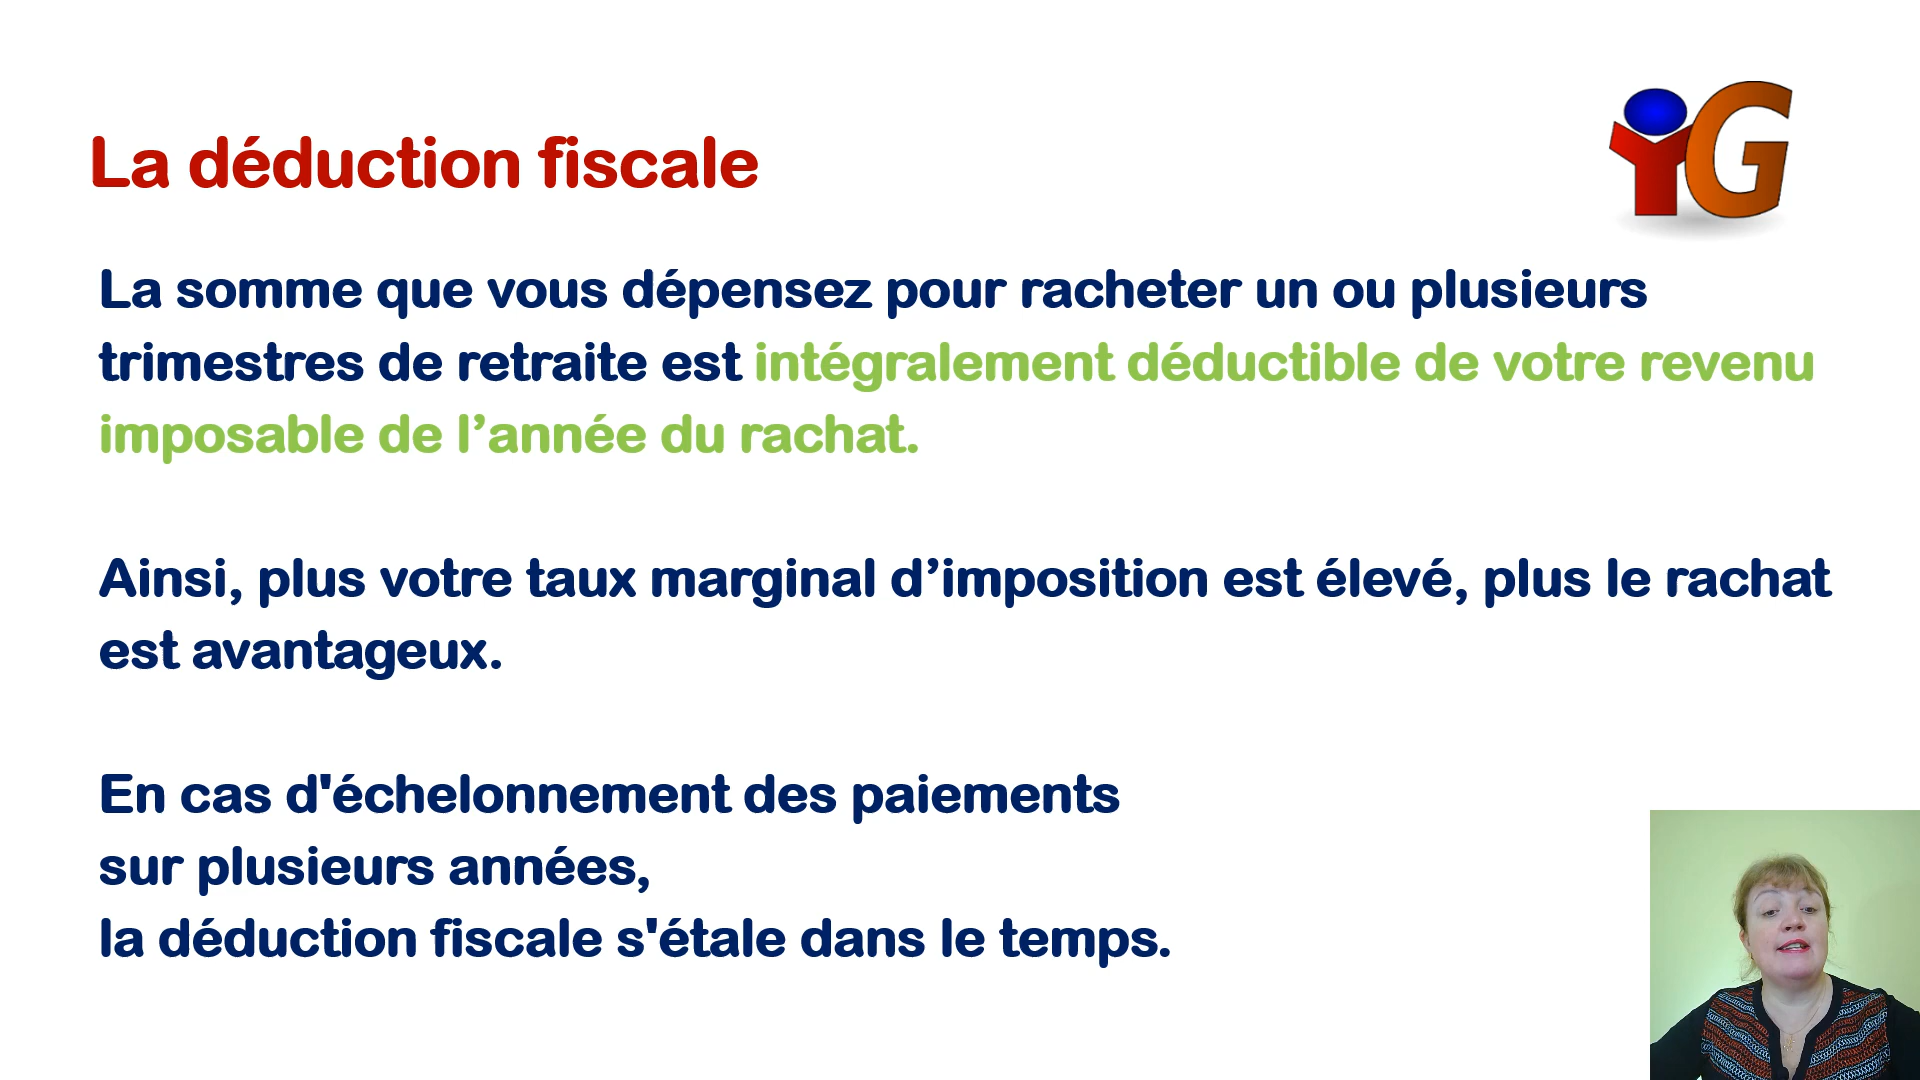 La déduction fiscale
iG
La somme que vous dépensez pour racheter un ou plusieurs
trimestres de retraite est intégralement déductible de votre revenu
imposable de l’année du rachat.
Ainsi, plus votre taux marginal d’imposition est élevé, plus le rachat
est avantageux.
En cas d'échelonnement des paiements
sur plusieurs années,
la déduction fiscale s'étale dans le temps.